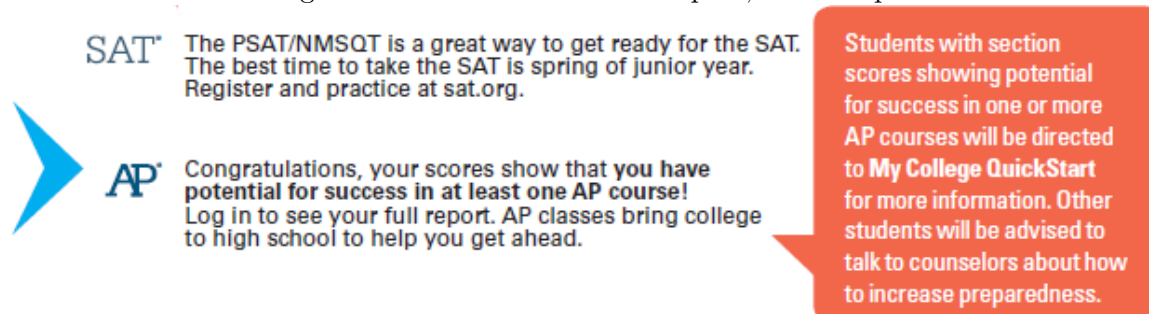 SAT
The PSAT/NMSQT is a great way to get ready for the SAT.
The best time to take the SAT is spring of junior year.
Register and practice at sat.org.
AP
Congratulations, your scores show that you have
potential for success in at least one AP course!
Log in to see your full report. AP classes bring college
to high school to help you get ahead.
Students with section
scores showing potential
for success in one or more
AP courses will be directed
to My College QuickStart
for more information. Other
students will be advised to
talk to counselors about how
to increase preparedness.